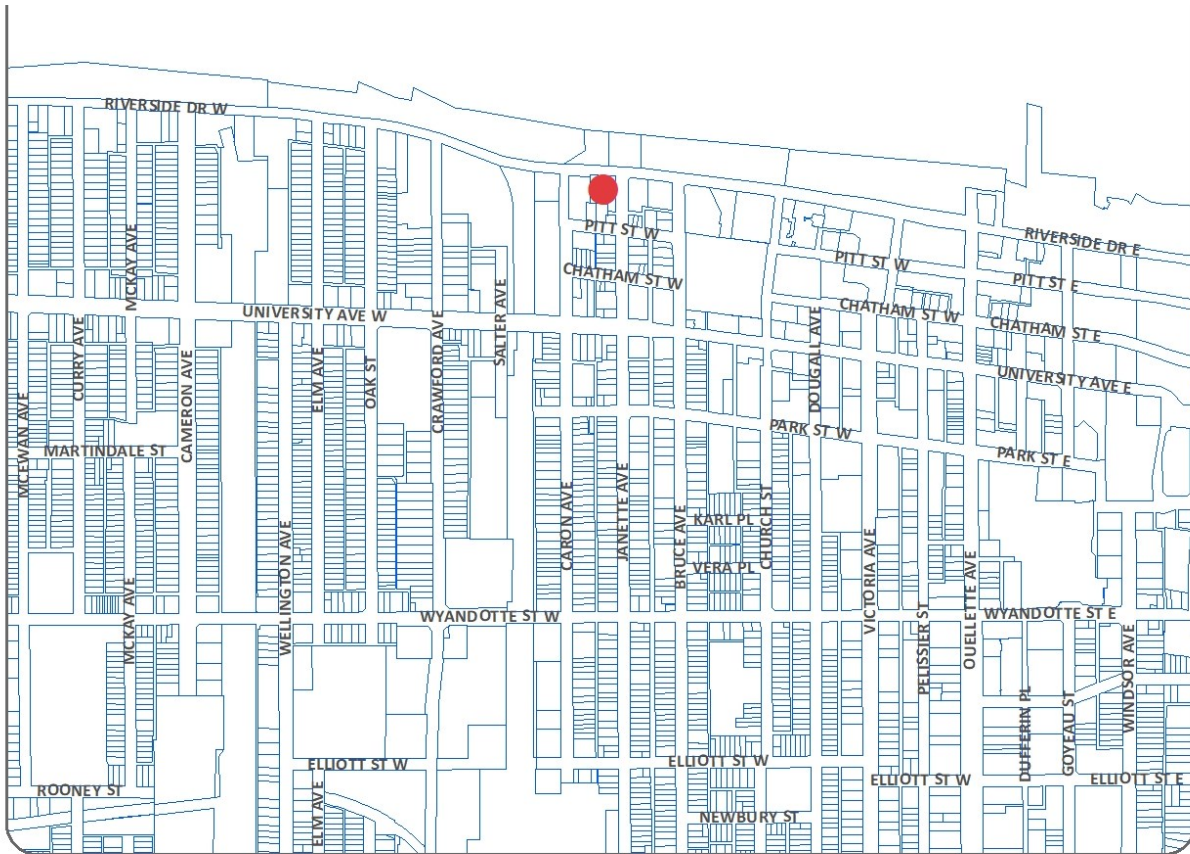 RIVERSIDE DR W
PITT ST W
RIVERSIDE DR E
MCKAY AVE
PITT ST W
CHATHAM ST W
PITT ST E
UNIVERSITY AVE W
SALTER AVE
CHATHAM ST W
CHATHAM ST E
CURRY AVE
CRAWFORD AVE
DOUGALL AVE
ELM AVE
OAK ST
UNIVERSITY AVE E
CAMERON AVE
MCEWAN AVE
PARK ST W
MARTINDALE ST
PARK ST E
CARON AVE
JANETTE AVE
BRUCE AVE
KARL PL
CHURCH ST
VERA PL
WELLINGTON AVE
VICTORIA AVE
OUELLETTE AVE
MCKAY AVE
WYANDOTTE ST W
WYANDOTTE ST E
PELISSIER ST
WINDSOR AVE
DUFFERIN PL
GOYEAU ST
ELLIOTT ST W
ELLIOTT ST W
ELLIOTT ST W
ELLIOTT ST E
ROONEY ST
ELM AVE
NEWBURY ST